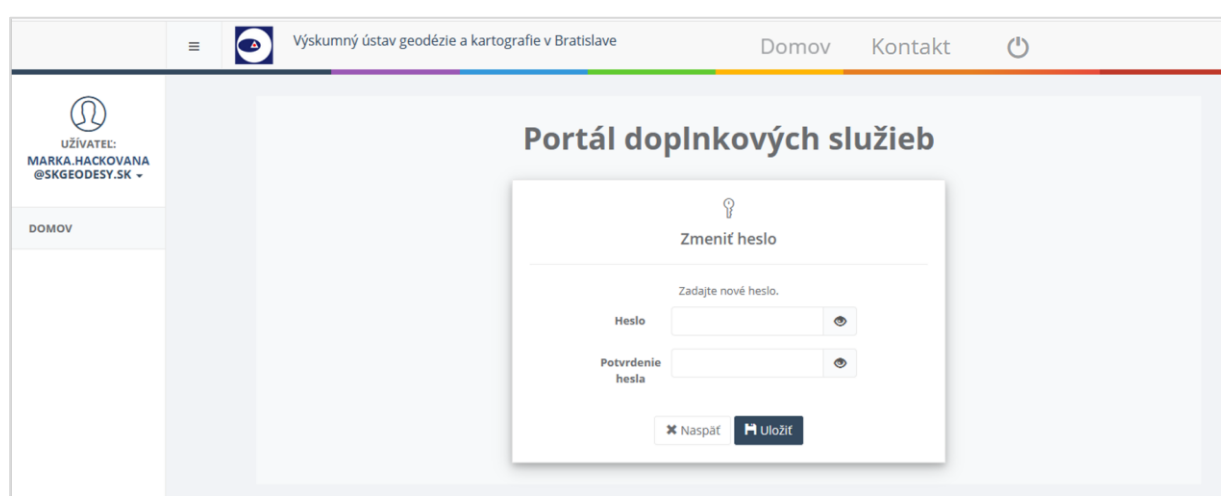 Výskumný ústav geodézie a kartografie v Bratislave
Domov
Kontakt
UŽÍVATEĽ:
MARKA.HACKOVANA
@SKGEODESY.SK
DOMOV
Portál doplnkových služieb
Zmeniť heslo
Zadajte nové heslo.
Heslo
Potvrdenie
hesla
Naspäť
Uložiť